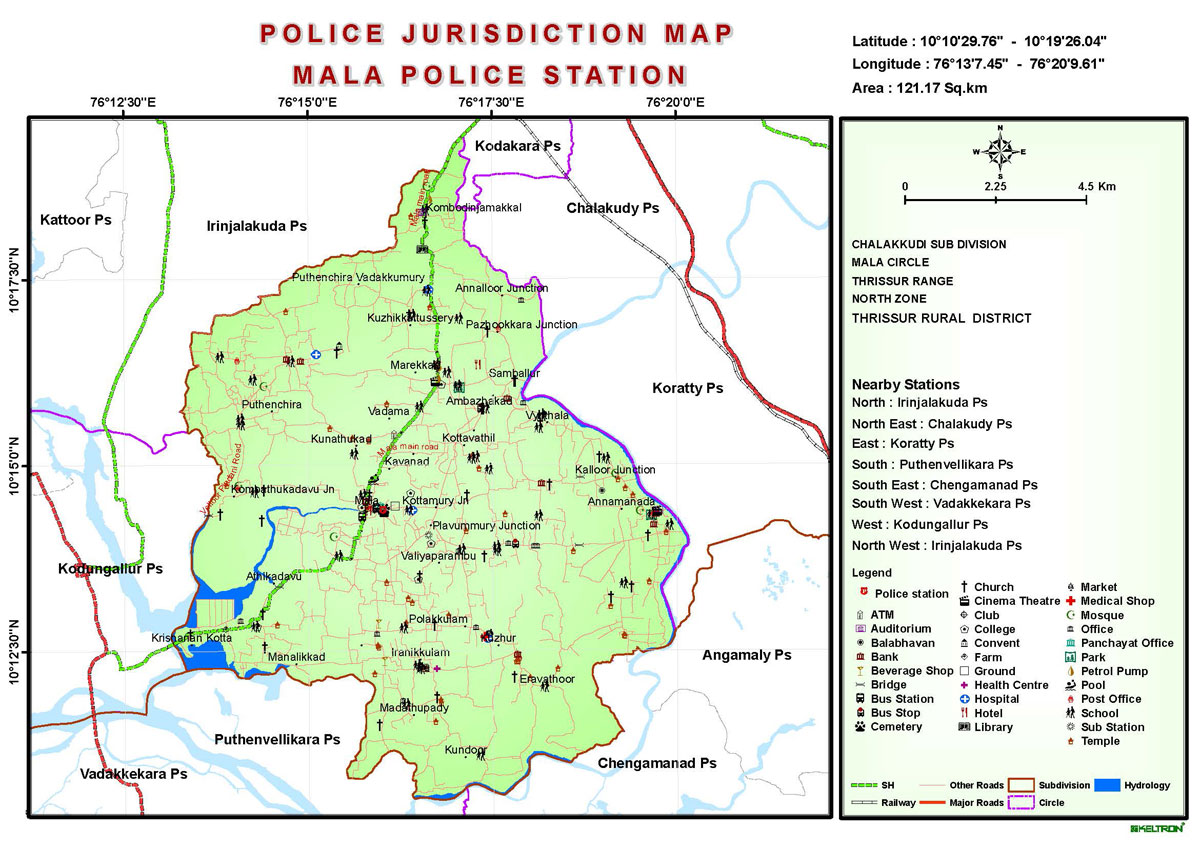 POLICE JURISDICTION MAP
MALA POLICE STATION
Latitude : 10°10'29.76" - 10°19'26.04"
Longitude : 76°13'7.45" - 76°20'9.61"
Area : 121.17 Sq.km
76°12'30"E
76°15'0"E
76°17'30"E
76°20'0"E
10°17'30"N
10°15'0"N
10°12'30"N
Kodakara Ps
Kattoor Ps
Irinjalakuda Ps
Chalakudy Ps
Mala main road
Kombodinjamakkal
Puthenchira Vadakkumury
Annalloor Junction
Kuzhikkattussery
Pazhookkara Junction
Marekkad
Samballur
Koratty Ps
Puthenchira
Vadama
Ambazhakad
Vynthala
Kunathukad
Kottavathil
Mala main road
Kavanad
Kalloor Junction
Kombathukadavu Jn
Mala
Kottamury Jn
Annamanada
Plavummury Junction
Valiyaparambu
Kodungallur Ps
Athikadavu
Polakkulam
Krishanan Kotta
Kuzhur
Manalikkad
Iranikkulam
Angamaly Ps
Eravathoor
Madathupady
Puthenvellikara Ps
Kundoor
Vadakkekara Ps
Chengamanad Ps
N
W
E
S
0
2.25
4.5 Km
CHALAKKUDI SUB DIVISION
MALA CIRCLE
THRISSUR RANGE
NORTH ZONE
THRISSUR RURAL DISTRICT
Nearby Stations
North : Irinjalakuda Ps
North East : Chalakudy Ps
East : Koratty Ps
South : Puthenvellikara Ps
South East : Chengamanad Ps
South West : Vadakkekara Ps
West : Kodungallur Ps
North West : Irinjalakuda Ps
Legend
Police station
ATM
Auditorium
Balabhavan
Bank
Beverage Shop
Bridge
Bus Station
Bus Stop
Cemetery
Church
Cinema Theatre
Club
College
Convent
Farm
Ground
Health Centre
Hospital
Hotel
Library
Market
Medical Shop
Mosque
Office
Panchayat Office
Park
Petrol Pump
Pool
Post Office
School
Sub Station
Temple
SH
Other Roads
Subdivision
Hydrology
Railway
Major Roads
Circle
KELTRON